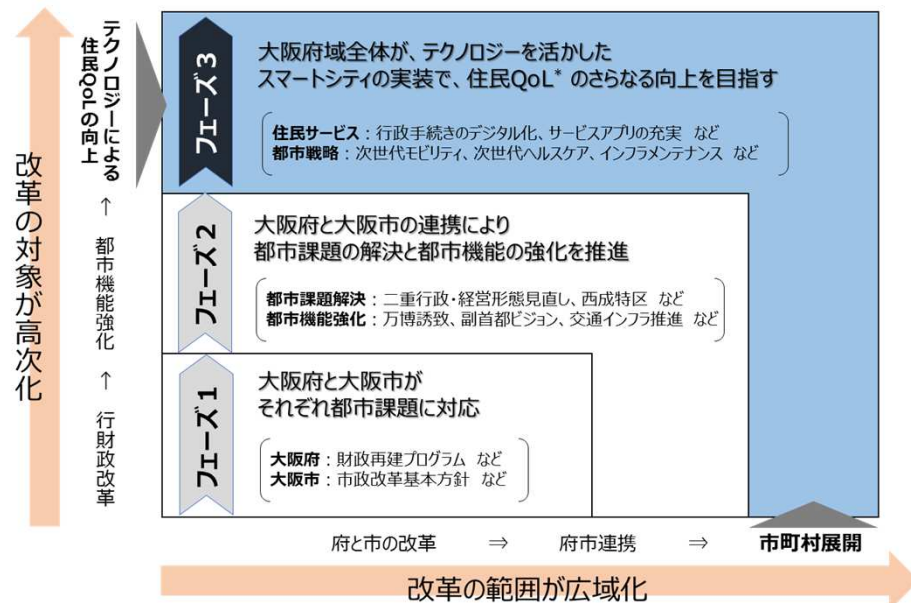 改革の対象が高次化
テクノロジーによる
住民QoLの向上
↑
都市機能強化
↑
行財政改革
フェーズ3
大阪府域全体が、テクノロジーを活かした
スマートシティの実装で、住民QoL* のさらなる向上を目指す
住民サービス：行政手続きのデジタル化、サービスアプリの充実 など
都市戦略：次世代モビリティ、次世代ヘルスケア、インフラメンテナンス など
フェーズ2
大阪府と大阪市の連携により
都市課題の解決と都市機能の強化を推進
都市課題解決：二重行政・経営形態見直し、西成特区 など
都市機能強化：万博誘致、副首都ビジョン、交通インフラ推進 など
フェーズ1
大阪府と大阪市が
それぞれ都市課題に対応
大阪府：財政再建プログラム など
大阪市：市政改革基本方針 など
府と市の改革 ⇒ 府市連携 ⇒ 市町村展開
改革の範囲が広域化